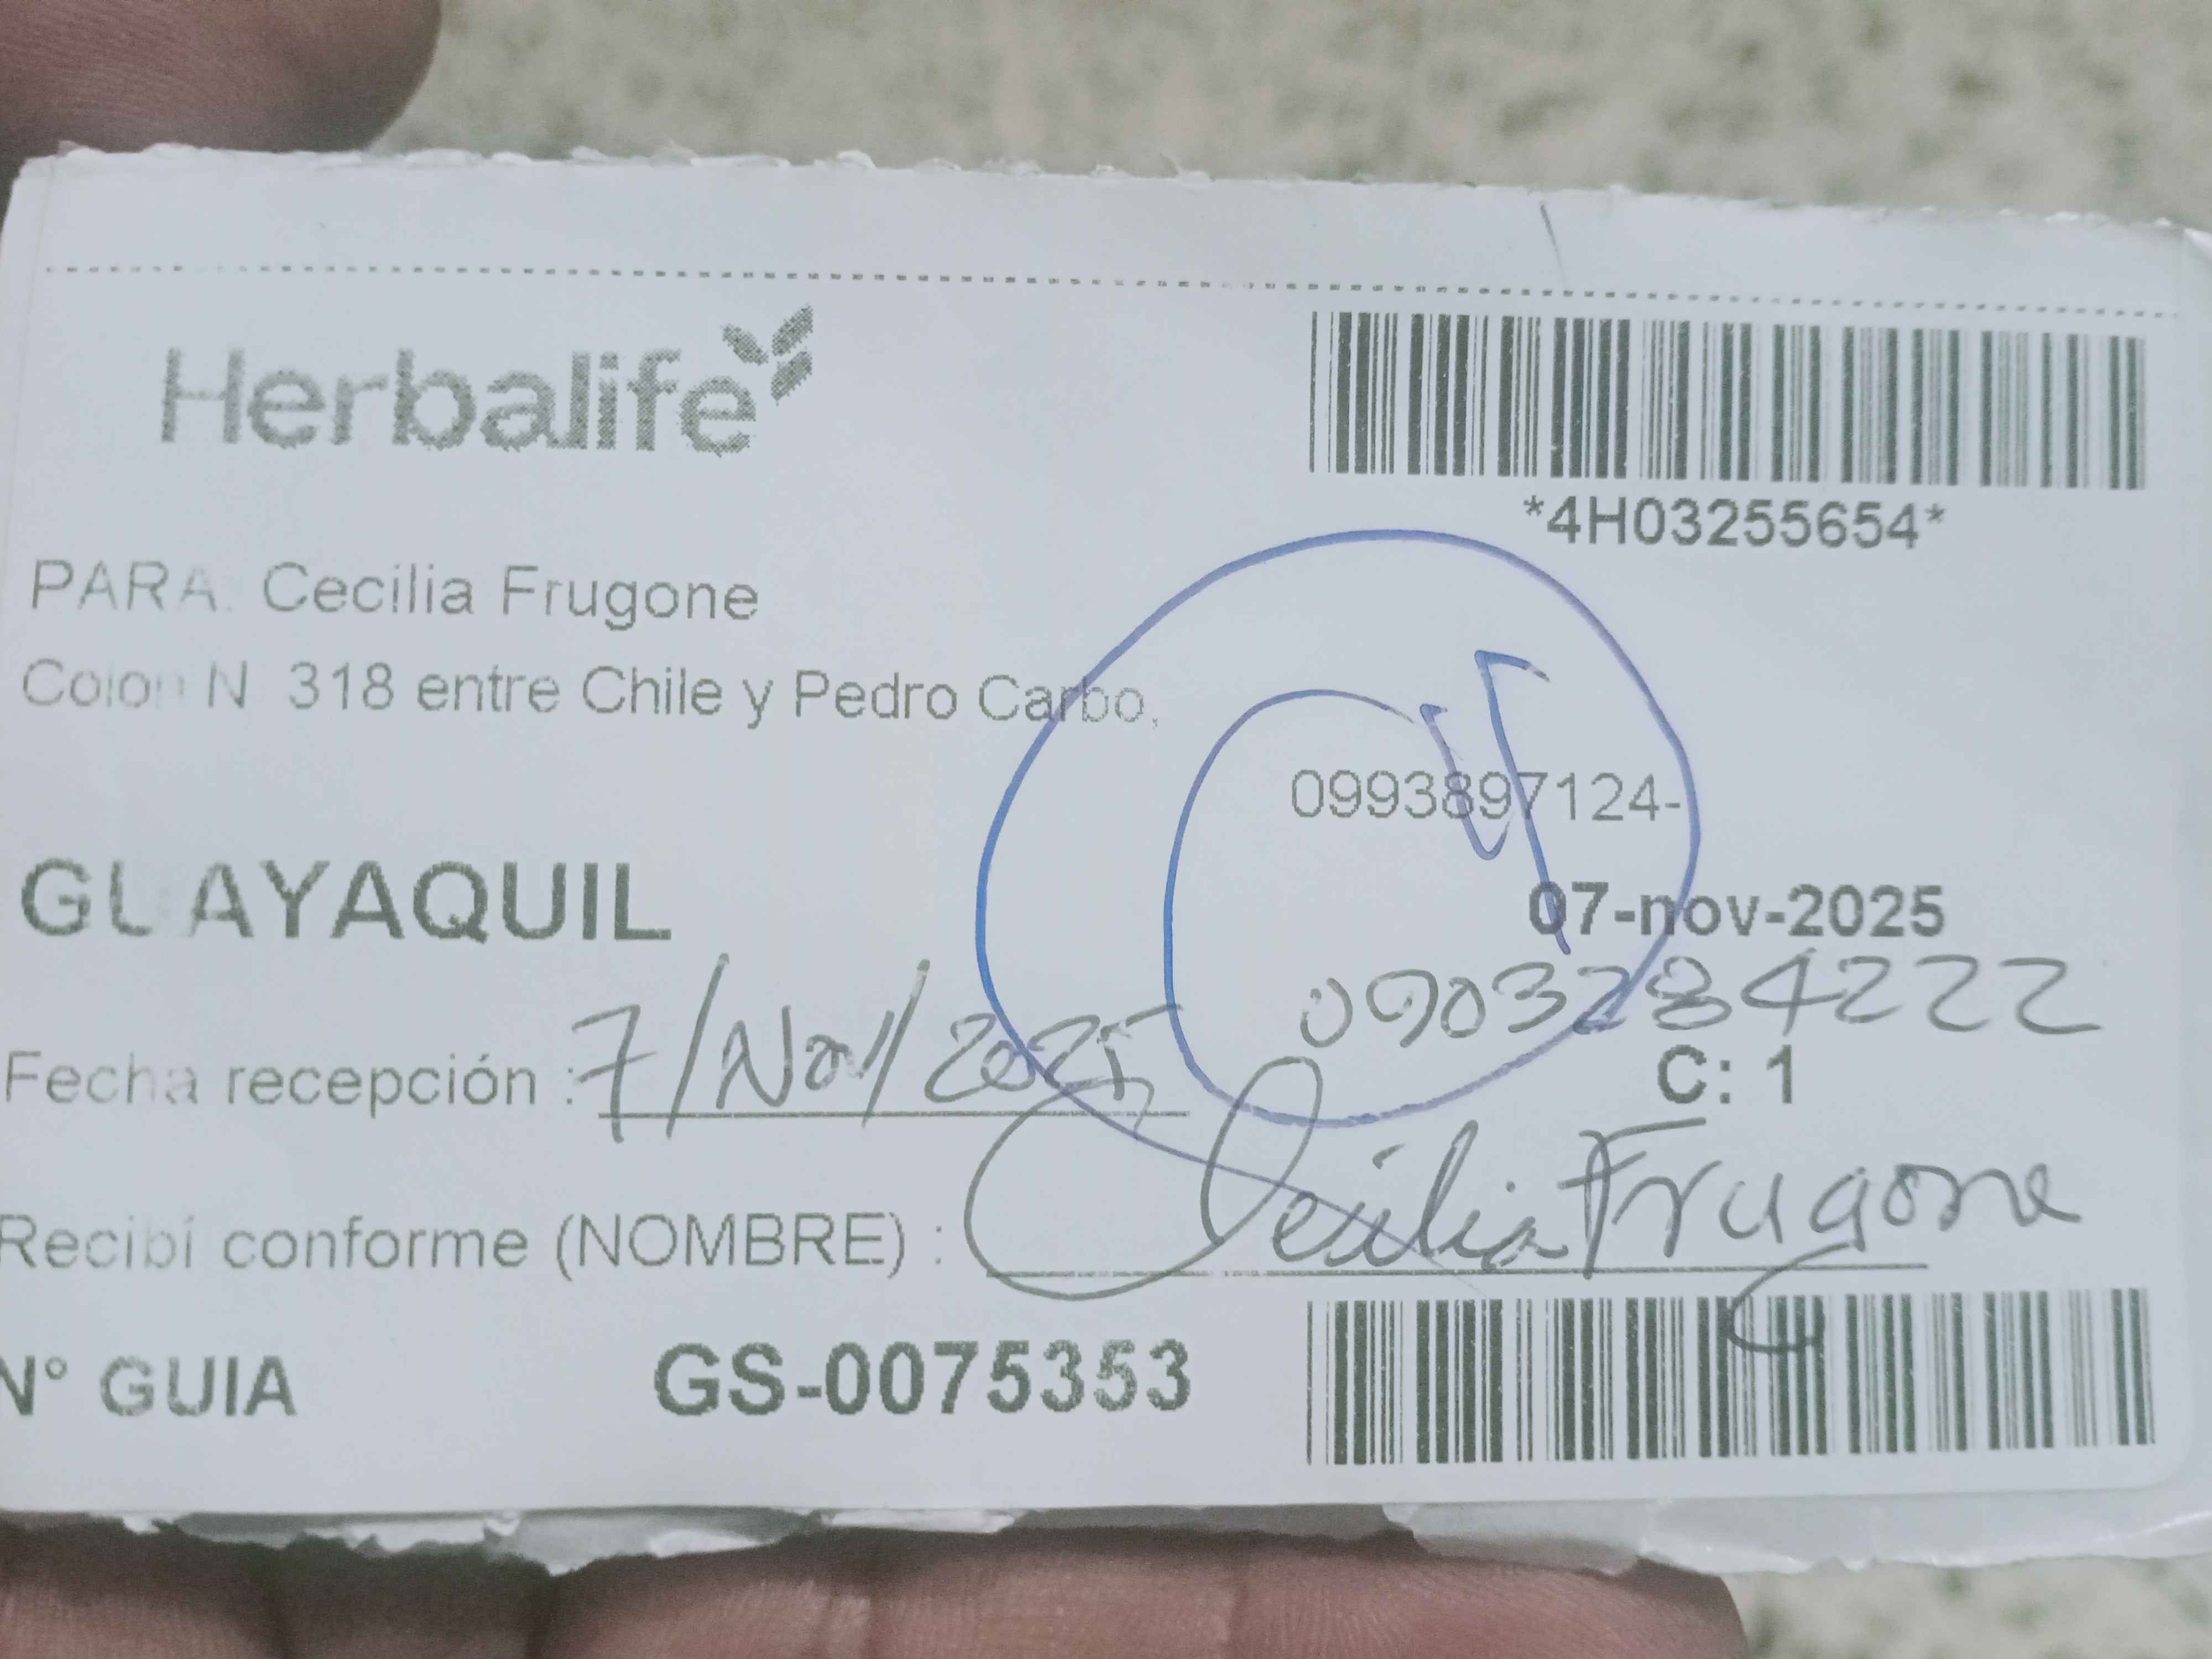 Herbalife
*4H03255654*
PARA. Cecilia Frugone
Colon N 318 entre Chile y Pedro Carbo,
0993897124-
GUAYAQUIL
07-nov-2025
0903284222
Fecha recepción : 7/Nov/2025
C: 1
Recibí conforme (NOMBRE) : Cecilia Frugone
N° GUIA GS-0075353